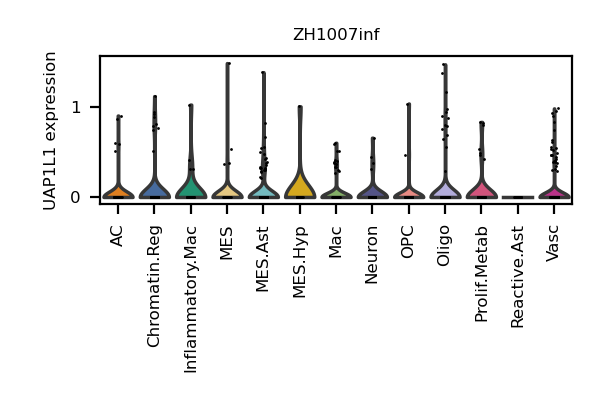 ZH1007inf
UAP1L1 expression
1
0
AC
Chromatin.Reg
Inflammatory.Mac
MES
MES.Ast
MES.Hyp
Mac
Neuron
OPC
Oligo
Prolif.Metab
Reactive.Ast
Vasc